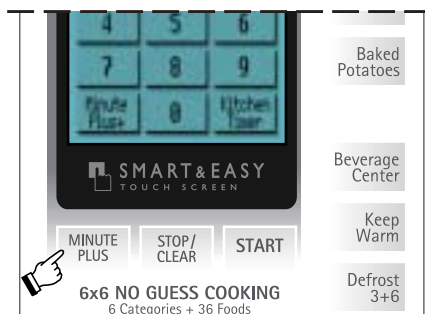 4 5 6
7 8 9
Minute Plus+ 0 Kitchen Timer
SMART & EASY
TOUCH SCREEN
MINUTE PLUS
STOP/ CLEAR
START
6x6 NO GUESS COOKING
6 Categories + 36 Foods
Baked
Potatoes
Beverage
Center
Keep
Warm
Defrost
3+6